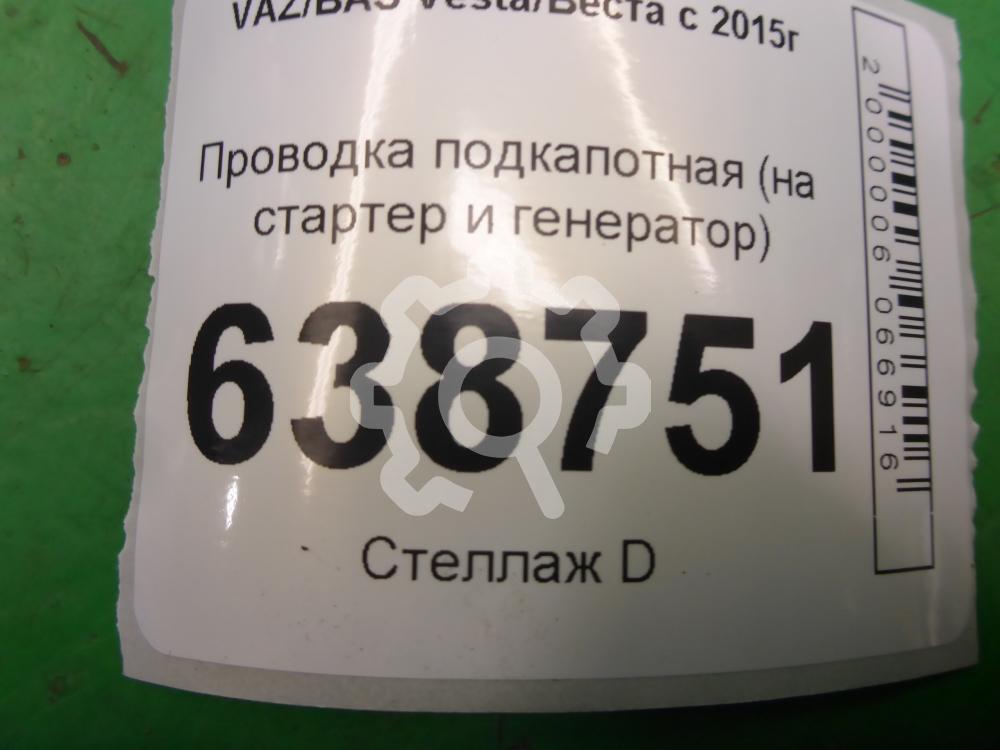 VAZ/ВАЗ Vesta/Веста с 2015г
Проводка подкапотная (на
стартер и генератор)
638751
Стеллаж D
2000006066916